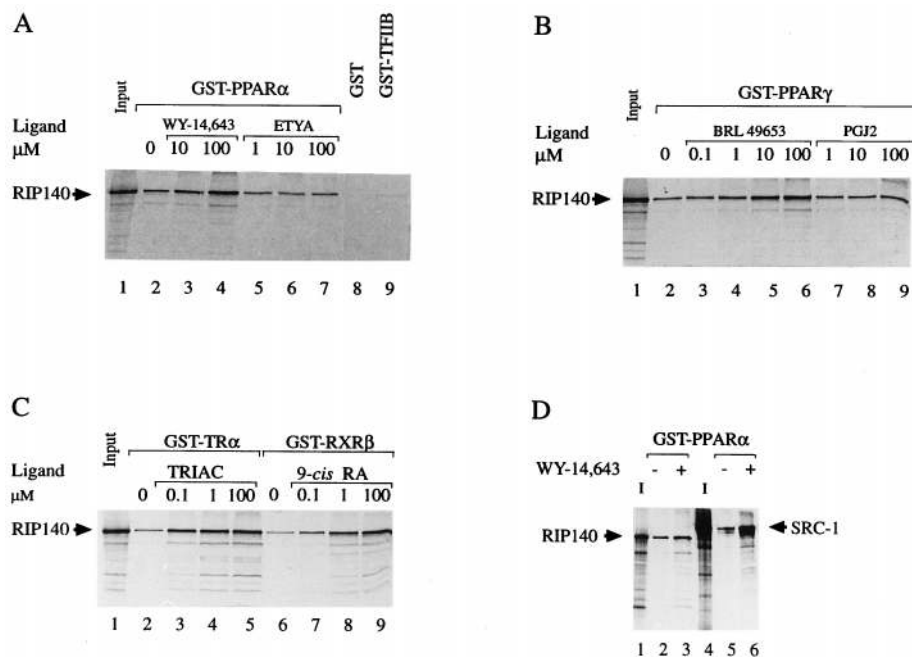 A
Input
GST-PPARα
GST
GST-TFIIB
Ligand
WY-14,643 ETYA
μM 0 10 100 1 10 100
RIP140
1 2 3 4 5 6 7 8 9
B
Input
GST-PPARγ
Ligand
BRL 49653 PGJ2
μM 0 0.1 1 10 100 1 10 100
RIP140
1 2 3 4 5 6 7 8 9
C
Input
GST-TRα GST-RXRβ
Ligand
TRIAC 9-cis RA
μM 0 0.1 1 100 0 0.1 1 100
RIP140
1 2 3 4 5 6 7 8 9
D
GST-PPARα
WY-14,643 - + - +
I I
RIP140 SRC-1
1 2 3 4 5 6